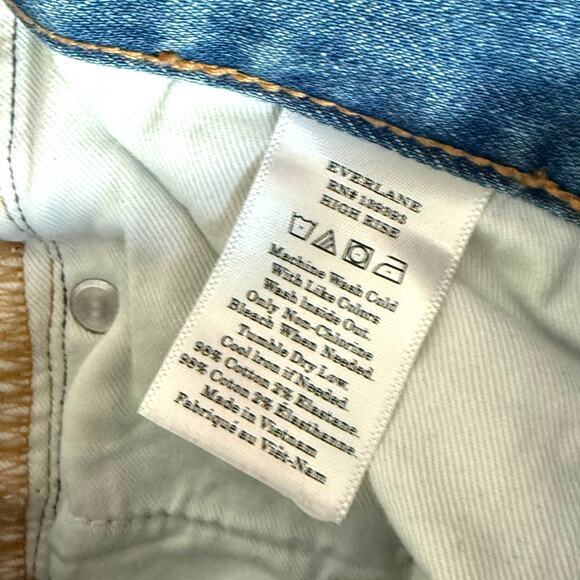 EVERLANE
RN# 139393
HIGH RISE
Machine Wash Cold
With Like Colors
Wash Inside Out.
Only Non-Chlorine
Bleach When Needed.
Tumble Dry Low.
Cool Iron if Needed.
98% Cotton 2% Elastane.
98% Coton 2% Elasthanne.
Made in Vietnam
Fabriqué au Viêt-Nam